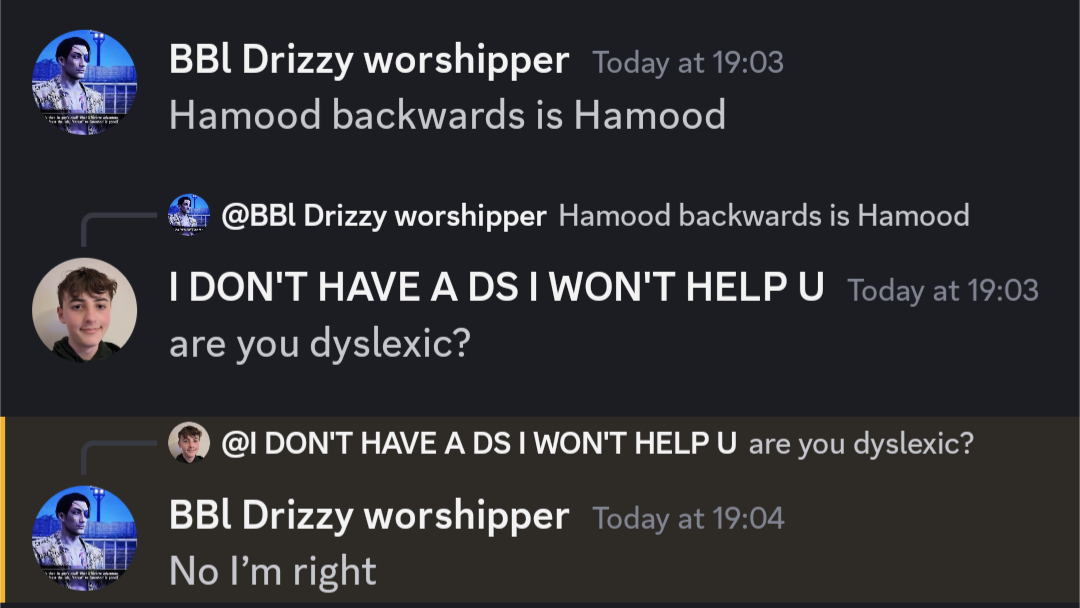 BBl Drizzy worshipper Today at 19:03
Hamood backwards is Hamood
@BBl Drizzy worshipper Hamood backwards is Hamood
I DON'T HAVE A DS I WON'T HELP U Today at 19:03
are you dyslexic?
@I DON'T HAVE A DS I WON'T HELP U are you dyslexic?
BBl Drizzy worshipper Today at 19:04
No I’m right